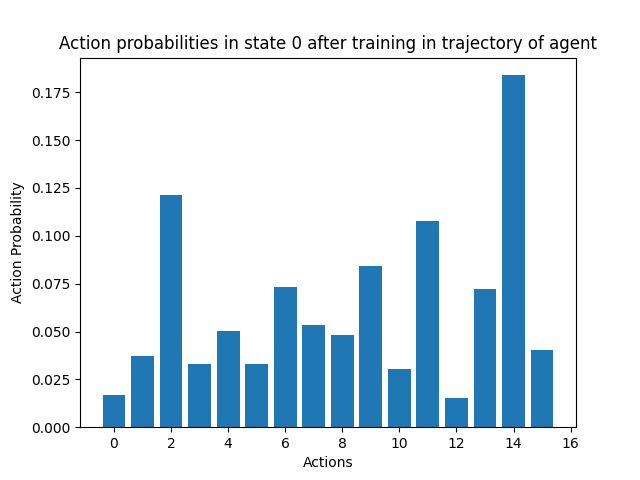 Action probabilities in state 0 after training in trajectory of agent
0.175
0.150
0.125
0.100
0.075
0.050
0.025
0.000
Action Probability
0 2 4 6 8 10 12 14 16
Actions